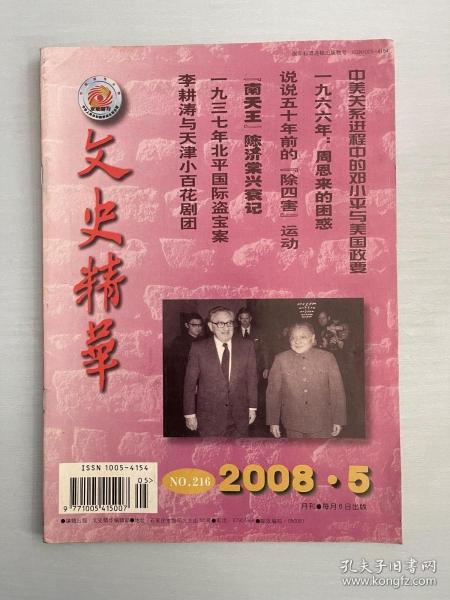 中美关系进程中的邓小平与美国政要
一九六六年：周恩来的困惑
说说五十年前的“除四害”运动
“南天王”陈济棠兴衰记
一九三七年北平国际盗宝案
李耕涛与天津小百花剧团
文史精華
ISSN 1005-4154
05>
9 771005 415007
NO.216
2008·5
月刊●每月6日出版
孔夫子旧书网